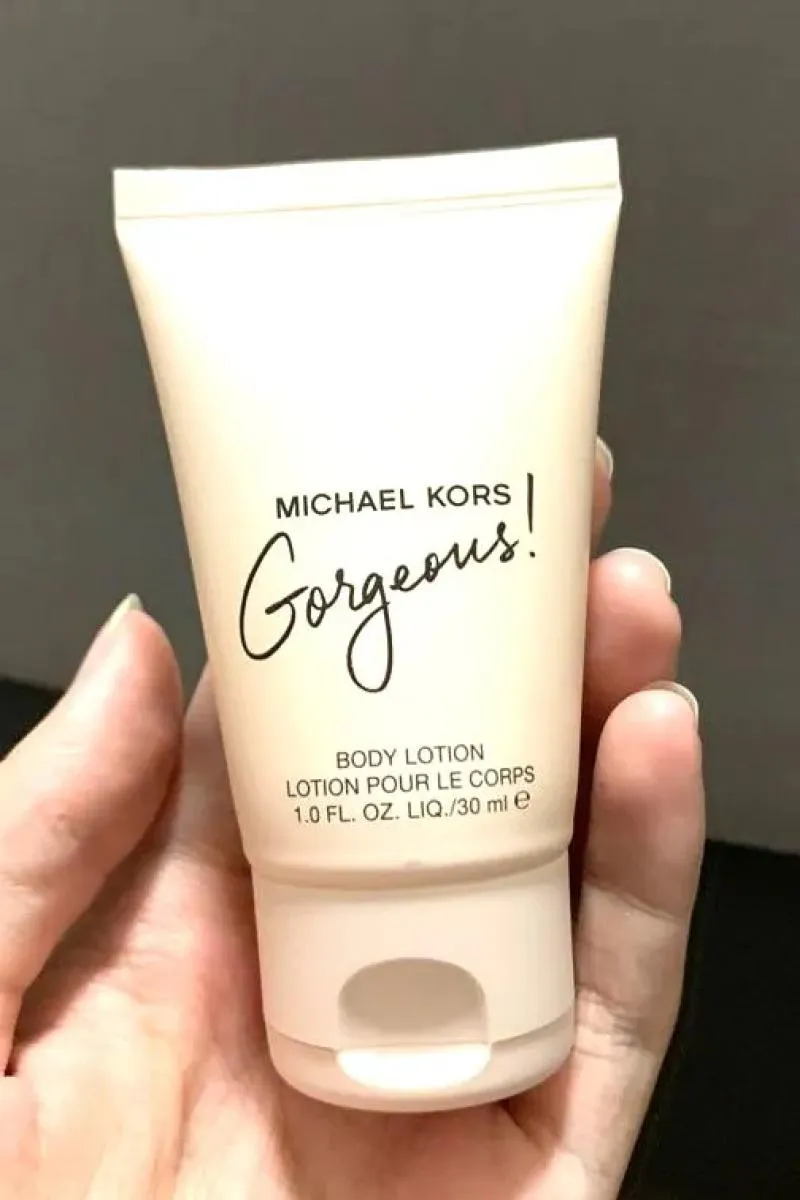 MICHAEL KORS
Gorgeous!
BODY LOTION
LOTION POUR LE CORPS
1.0 FL. OZ. LIQ./30 ml ℮